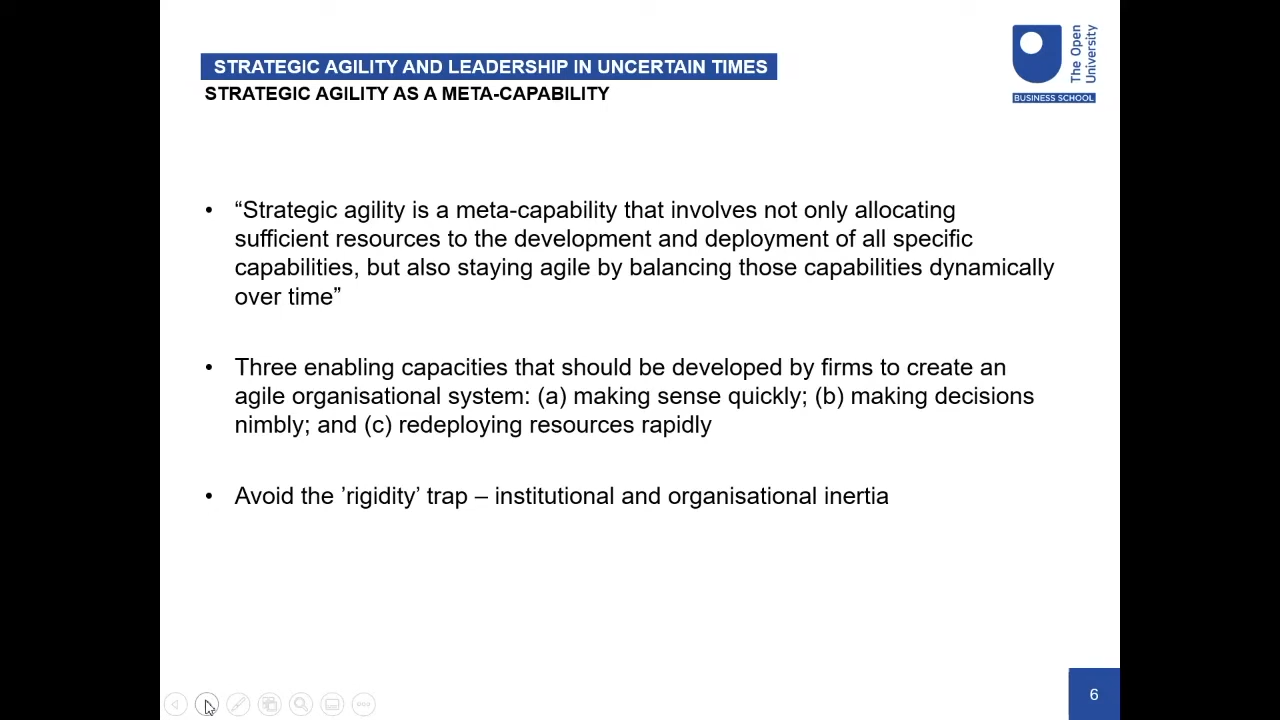 STRATEGIC AGILITY AND LEADERSHIP IN UNCERTAIN TIMES
STRATEGIC AGILITY AS A META-CAPABILITY
The Open
University
BUSINESS SCHOOL
• “Strategic agility is a meta-capability that involves not only allocating
sufficient resources to the development and deployment of all specific
capabilities, but also staying agile by balancing those capabilities dynamically
over time”
• Three enabling capacities that should be developed by firms to create an
agile organisational system: (a) making sense quickly; (b) making decisions
nimbly; and (c) redeploying resources rapidly
• Avoid the ’rigidity’ trap – institutional and organisational inertia
6